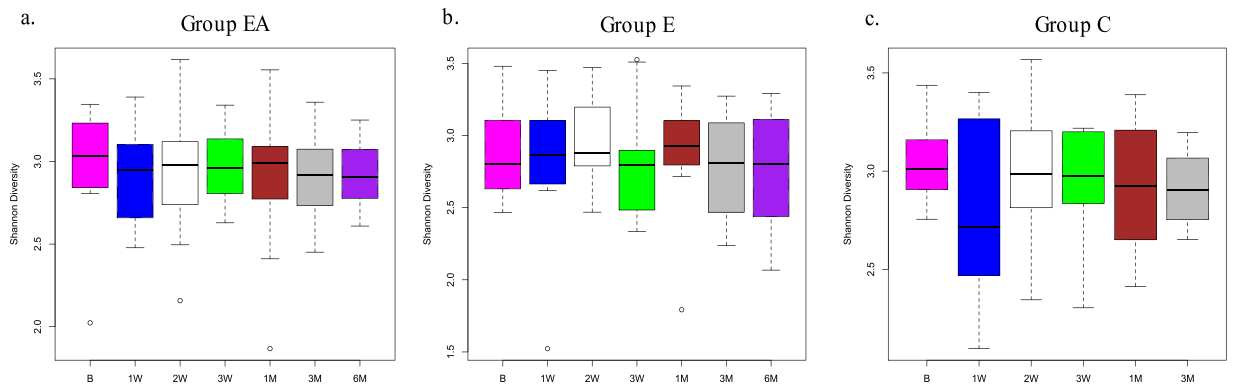 a.
Group EA
Shannon Diversity
3.5
3.0
2.5
2.0
B 1W 2W 3W 1M 3M 6M
b.
Group E
Shannon Diversity
3.5
3.0
2.5
2.0
1.5
B 1W 2W 3W 1M 3M 6M
c.
Group C
Shannon Diversity
3.5
3.0
2.5
B 1W 2W 3W 1M 3M